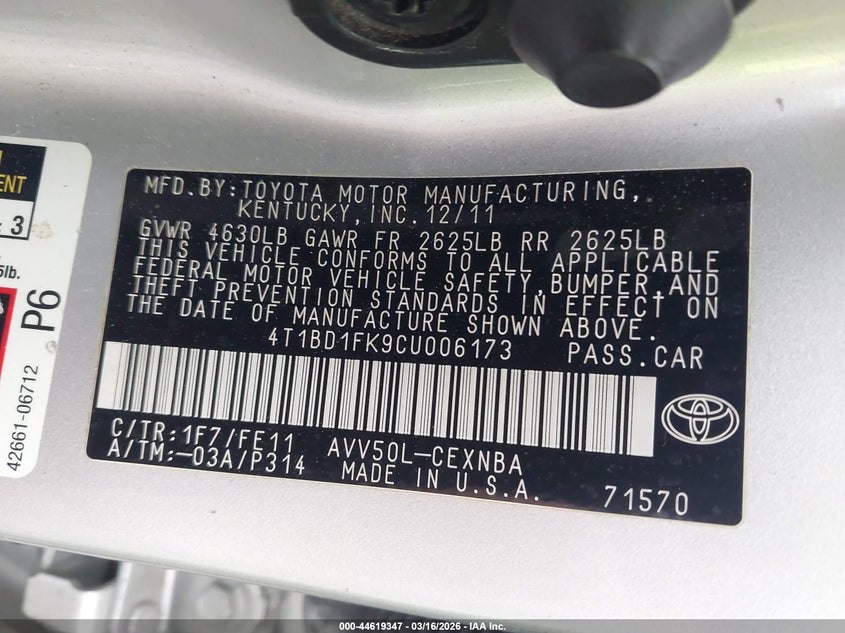 MFD.BY:TOYOTA MOTOR MANUFACTURING,
KENTUCKY,INC.12/11
GVWR 4630LB GAWR FR 2625LB RR 2625LB
THIS VEHICLE CONFORMS TO ALL APPLICABLE
FEDERAL MOTOR VEHICLE SAFETY,BUMPER,AND
THEFT PREVENTION STANDARDS IN EFFECT ON
THE DATE OF MANUFACTURE SHOWN ABOVE.
4T1BD1FK9CU006173 PASS.CAR
C/TR:1F7/FE11 AVV50L-CEXNBA
A/TM:-03A/P314 MADE IN U.S.A.
71570
3
P6
42661-06712
000-44619347 | 03/16/2026 | IAA Inc.